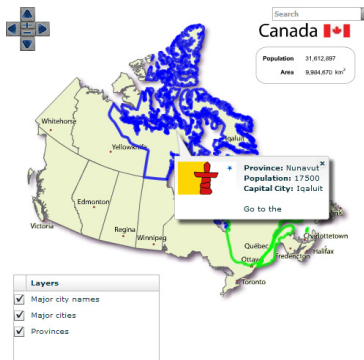 Search
Canada
Population 31,612,897
Area 9,984,670 km²
Whitehorse
Yellowknife
Iqaluit
Province: Nunavut
Population: 17500
Capital City: Iqaluit
Go to the
Edmonton
Victoria
Regina
Winnipeg
Québec
Charlottetown
Ottawa
Fredericton
Halifax
Toronto
Layers
Major city names
Major cities
Provinces